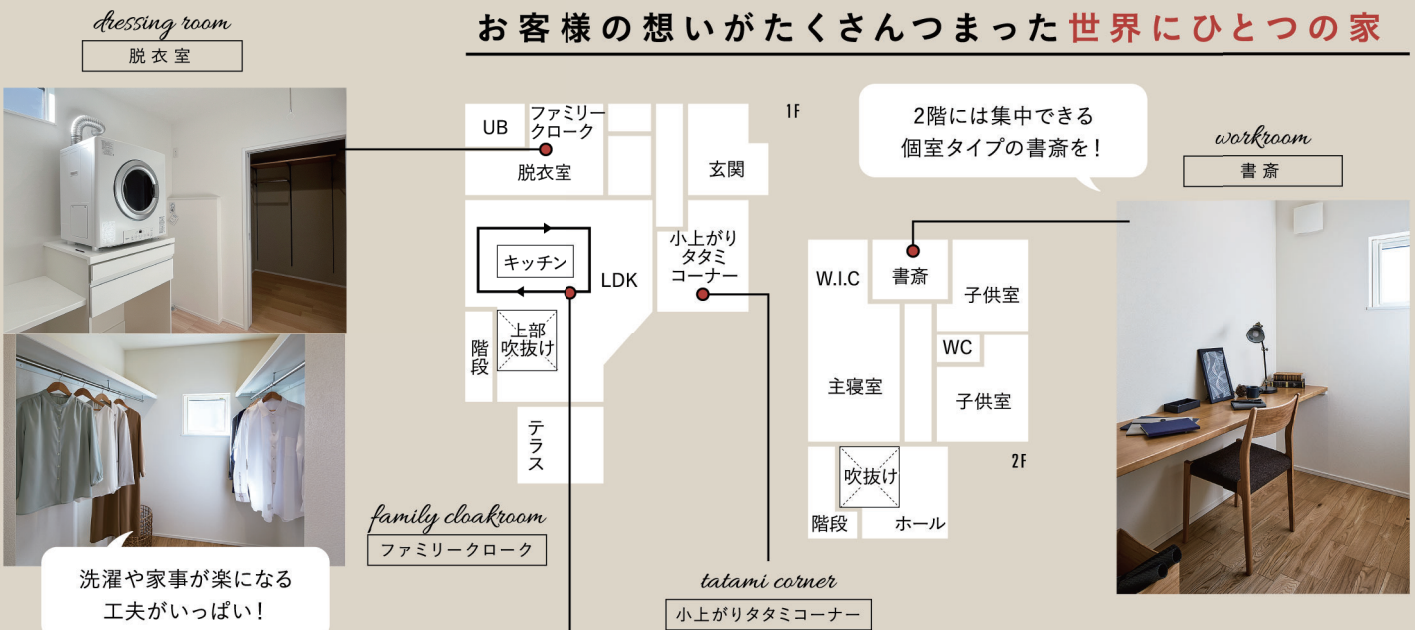 お客様の想いがたくさんつまった世界にひとつの家
dressing room
脱衣室
洗濯や家事が楽になる
工夫がいっぱい!
family cloakroom
ファミリークローク
1F
UB
ファミリー
クローク
脱衣室
玄関
キッチン
LDK
小上がり
タタミ
コーナー
階段
上部
吹抜け
テラス
tatami corner
小上がりタタミコーナー
2階には集中できる
個室タイプの書斎を!
workroom
書斎
W.I.C
書斎
子供室
WC
主寝室
子供室
2F
吹抜け
階段
ホール